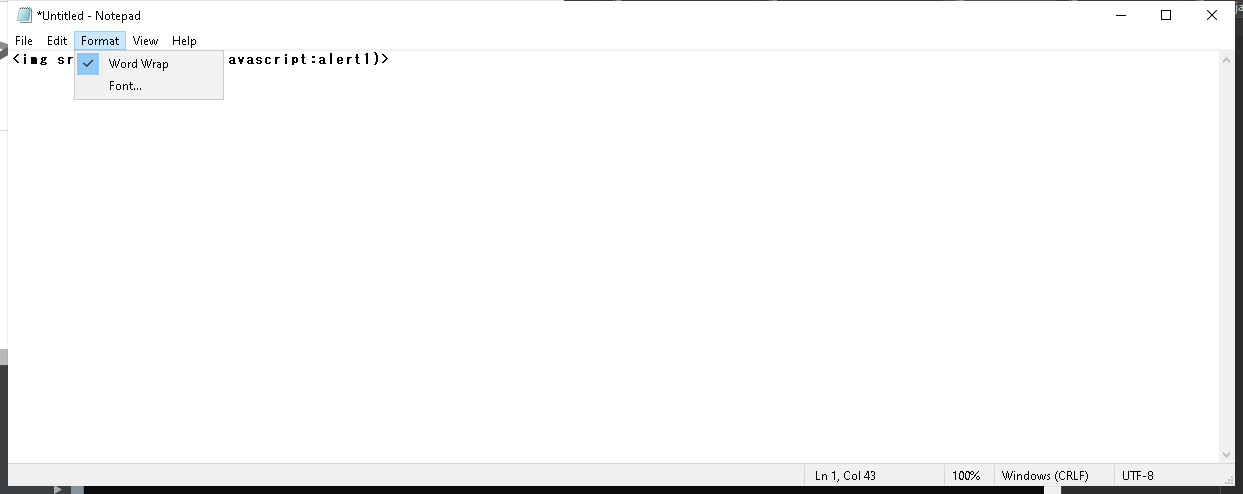 *Untitled - Notepad
File Edit Format View Help
<img sr avascript:alert1)>
Word Wrap
Font...
Ln 1, Col 43 100% Windows (CRLF) UTF-8